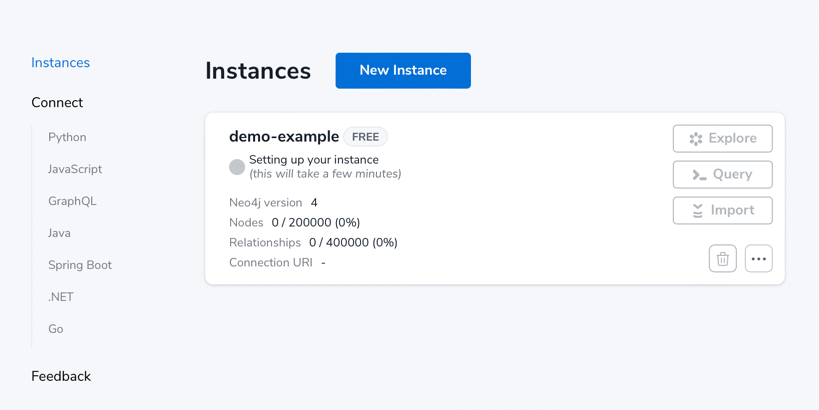 Instances
Connect
Python
JavaScript
GraphQL
Java
Spring Boot
.NET
Go
Feedback
Instances
New Instance
demo-example FREE
Setting up your instance
(this will take a few minutes)
Neo4j version 4
Nodes 0 / 200000 (0%)
Relationships 0 / 400000 (0%)
Connection URI -
Explore
Query
Import